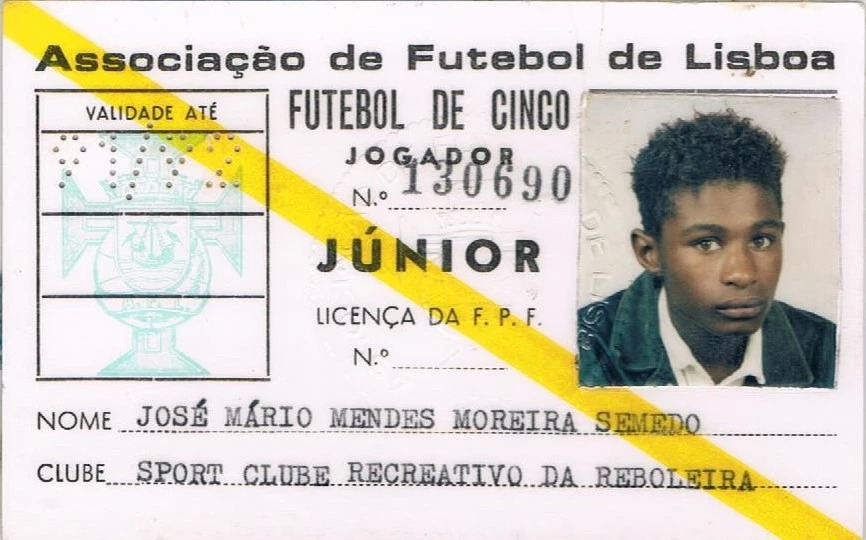 Associação de Futebol de Lisboa
VALIDADE ATÉ
FUTEBOL DE CINCO
JOGADOR
N.º 130690
JÚNIOR
LICENÇA DA F. P. F.
N.º
NOME JOSÉ MÁRIO MENDES MOREIRA SEMEDO
CLUBE SPORT CLUBE RECREATIVO DA REBOLEIRA